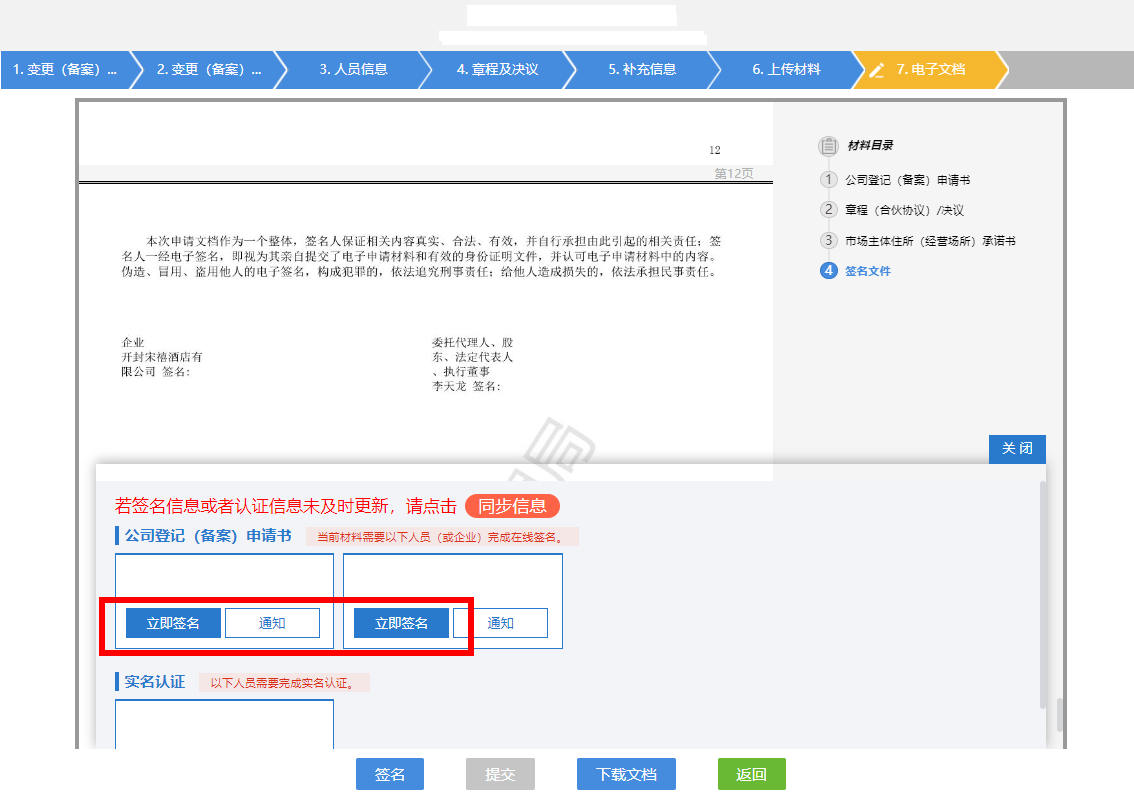 1. 变更（备案）... 2. 变更（备案）... 3. 人员信息 4. 章程及决议 5. 补充信息 6. 上传材料 7. 电子文档
12
第12页
本次申请文档作为一个整体，签名人保证相关内容真实、合法、有效，并自行承担由此引起的相关责任；签
名人一经电子签名，即视为其亲自提交了电子申请材料和有效的身份证明文件，并认可电子申请材料中的内容。
伪造、冒用、盗用他人的电子签名，构成犯罪的，依法追究刑事责任；给他人造成损失的，依法承担民事责任。
企业
开封宋禧酒店有
限公司 签名:
委托代理人、股
东、法定代表人
、执行董事
李天龙 签名:
材料目录
1 公司登记（备案）申请书
2 章程（合伙协议）/决议
3 市场主体住所（经营场所）承诺书
4 签名文件
关 闭
若签名信息或者认证信息未及时更新，请点击 同步信息
公司登记（备案）申请书 当前材料需要以下人员（或企业）完成在线签名。
立即签名 通知 立即签名 通知
实名认证 以下人员需要完成实名认证。
签名 提交 下载文档 返回